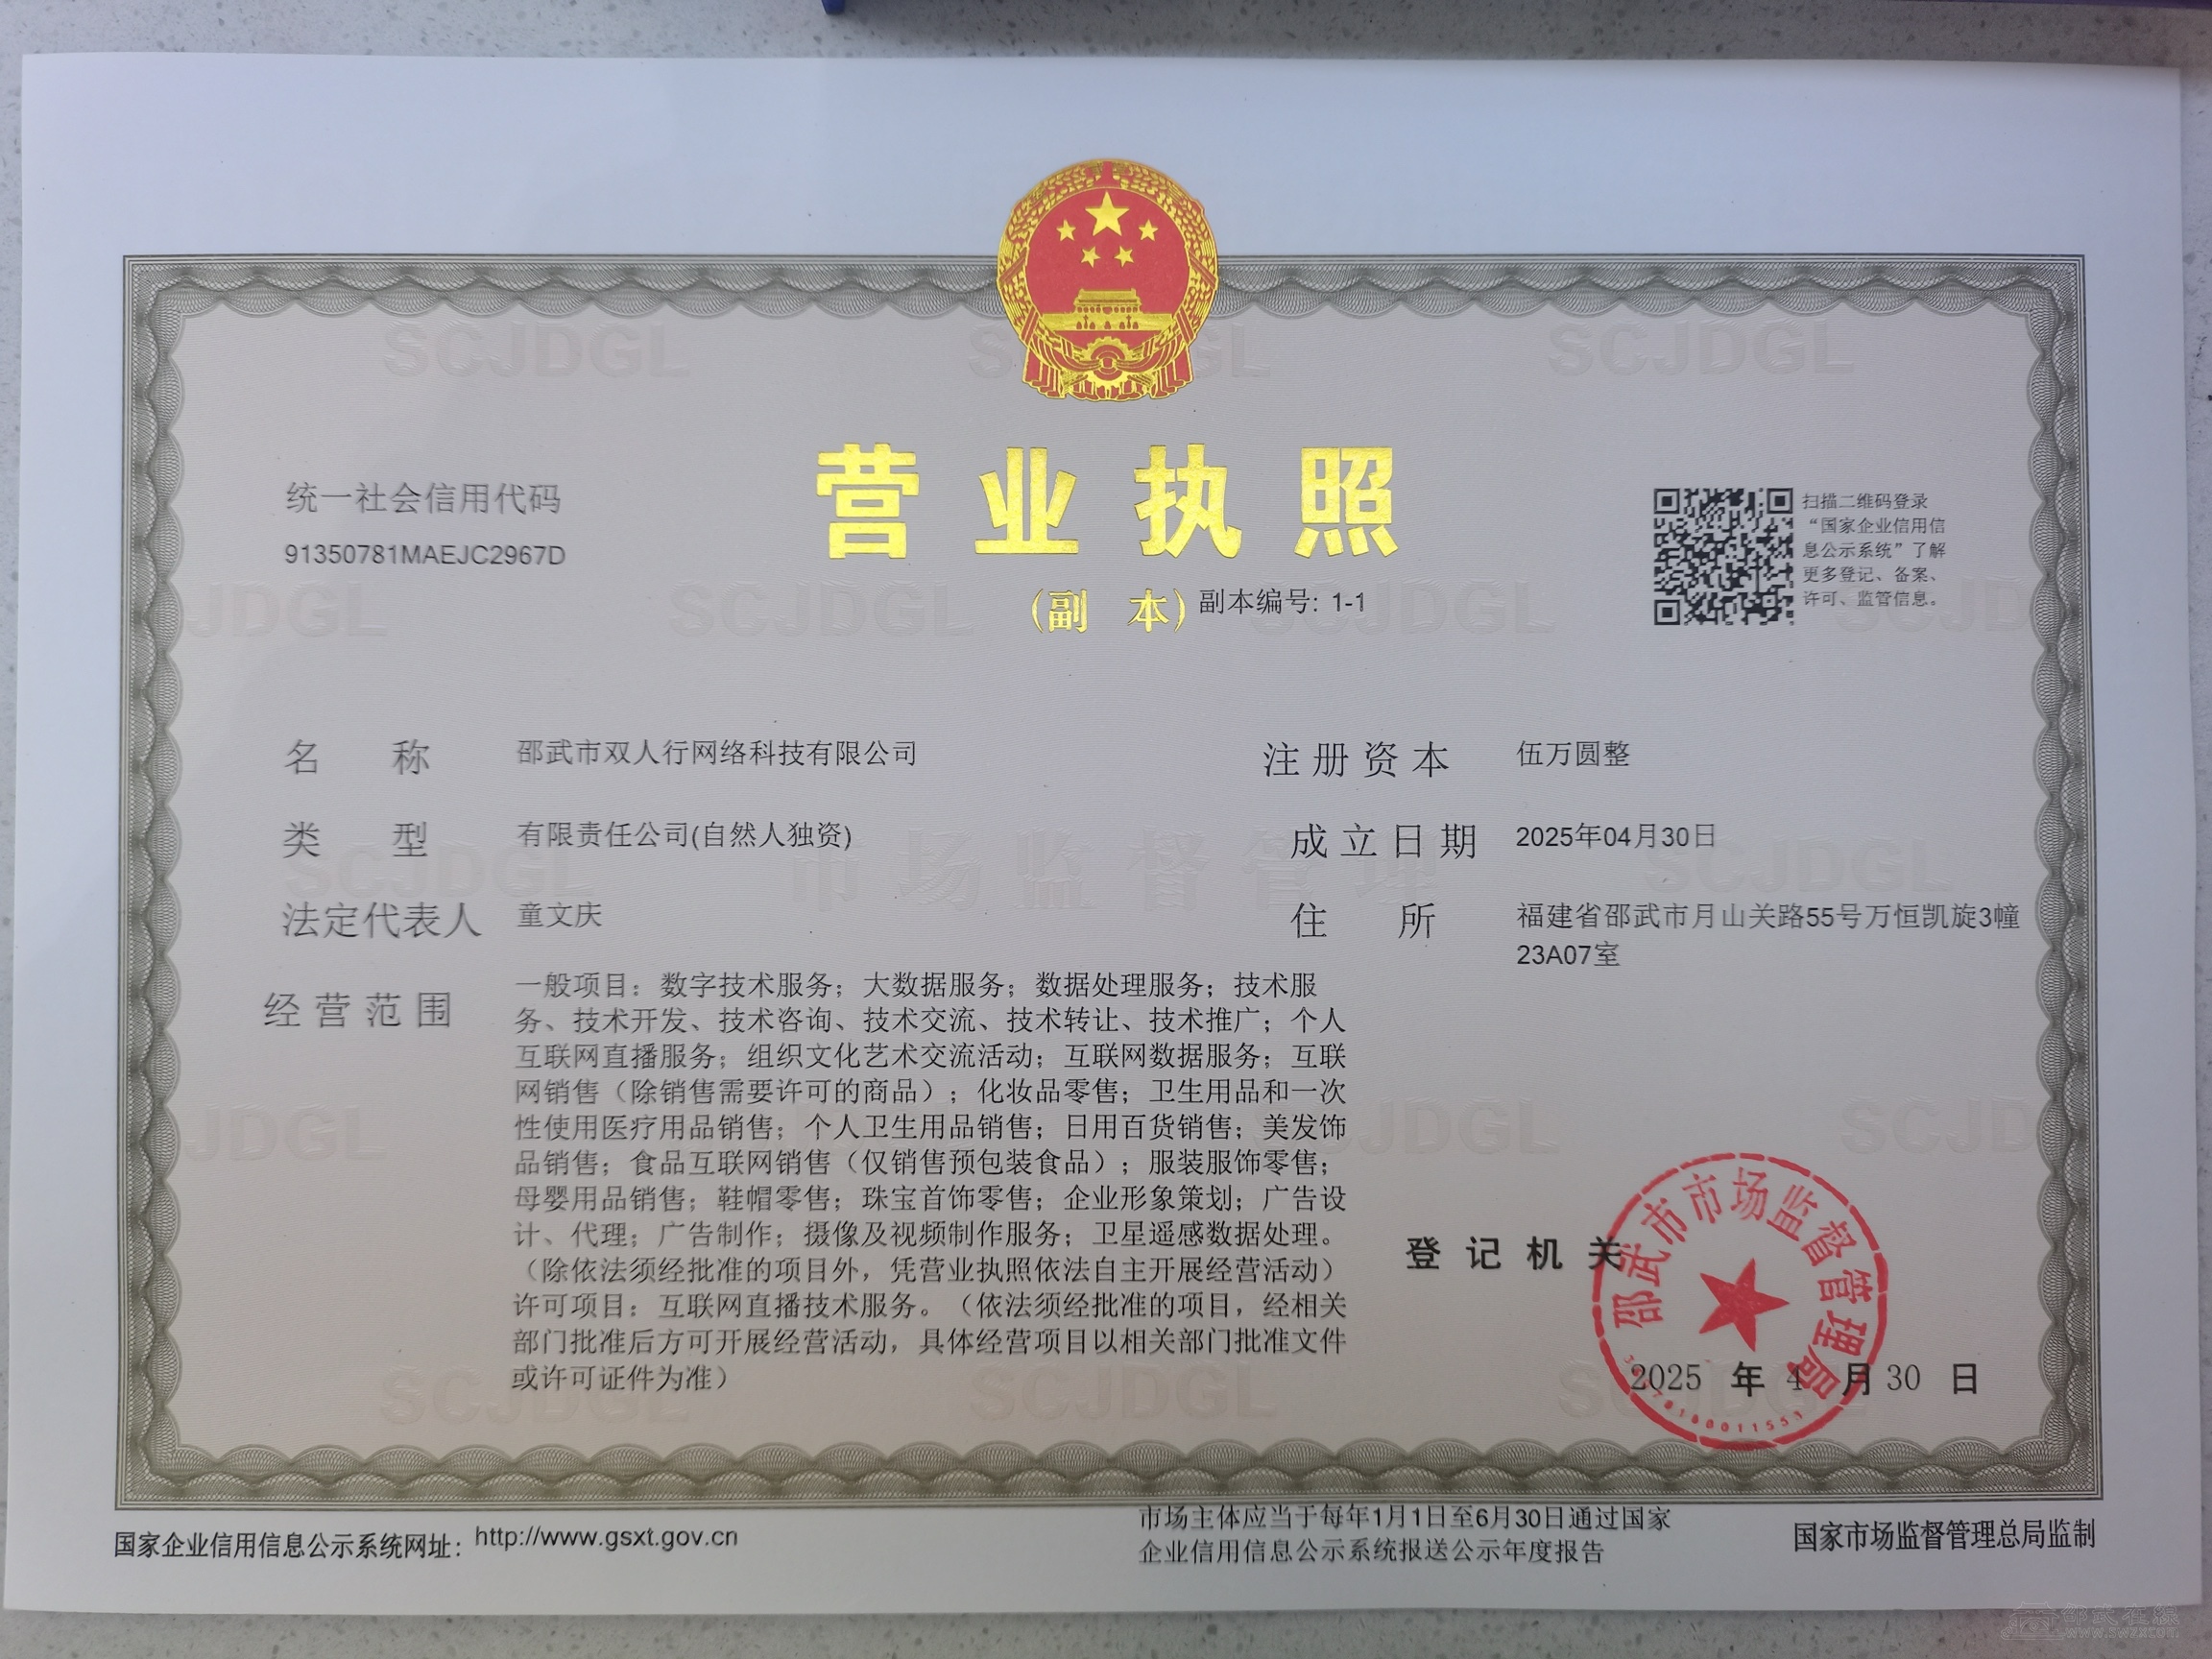 营业执照
(副 本) 副本编号: 1-1
统一社会信用代码
91350781MAEJC2967D
扫描二维码登录
“国家企业信用信
息公示系统”了解
更多登记、备案、
许可、监管信息。
名 称 邵武市双人行网络科技有限公司
类 型 有限责任公司(自然人独资)
法定代表人 童文庆
经营范围 一般项目：数字技术服务；大数据服务；数据处理服务；技术服
务、技术开发、技术咨询、技术交流、技术转让、技术推广；个人
互联网直播服务；组织文化艺术交流活动；互联网数据服务；互联
网销售（除销售需要许可的商品）；化妆品零售；卫生用品和一次
性使用医疗用品销售；个人卫生用品销售；日用百货销售；美发饰
品销售；食品互联网销售（仅销售预包装食品）；服装服饰零售；
母婴用品销售；鞋帽零售；珠宝首饰零售；企业形象策划；广告设
计、代理；广告制作；摄像及视频制作服务；卫星遥感数据处理。
（除依法须经批准的项目外，凭营业执照依法自主开展经营活动）
许可项目：互联网直播技术服务。（依法须经批准的项目，经相关
部门批准后方可开展经营活动，具体经营项目以相关部门批准文件
或许可证件为准）
注册资本 伍万圆整
成立日期 2025年04月30日
住 所 福建省邵武市月山关路55号万恒凯旋3幢
23A07室
登记机关
邵武市市场监督管理局
2025 年 4 月 30 日
国家企业信用信息公示系统网址：http://www.gsxt.gov.cn
市场主体应当于每年1月1日至6月30日通过国家
企业信用信息公示系统报送公示年度报告
国家市场监督管理总局监制
SCJDGL
市场监督管理
邵武在线